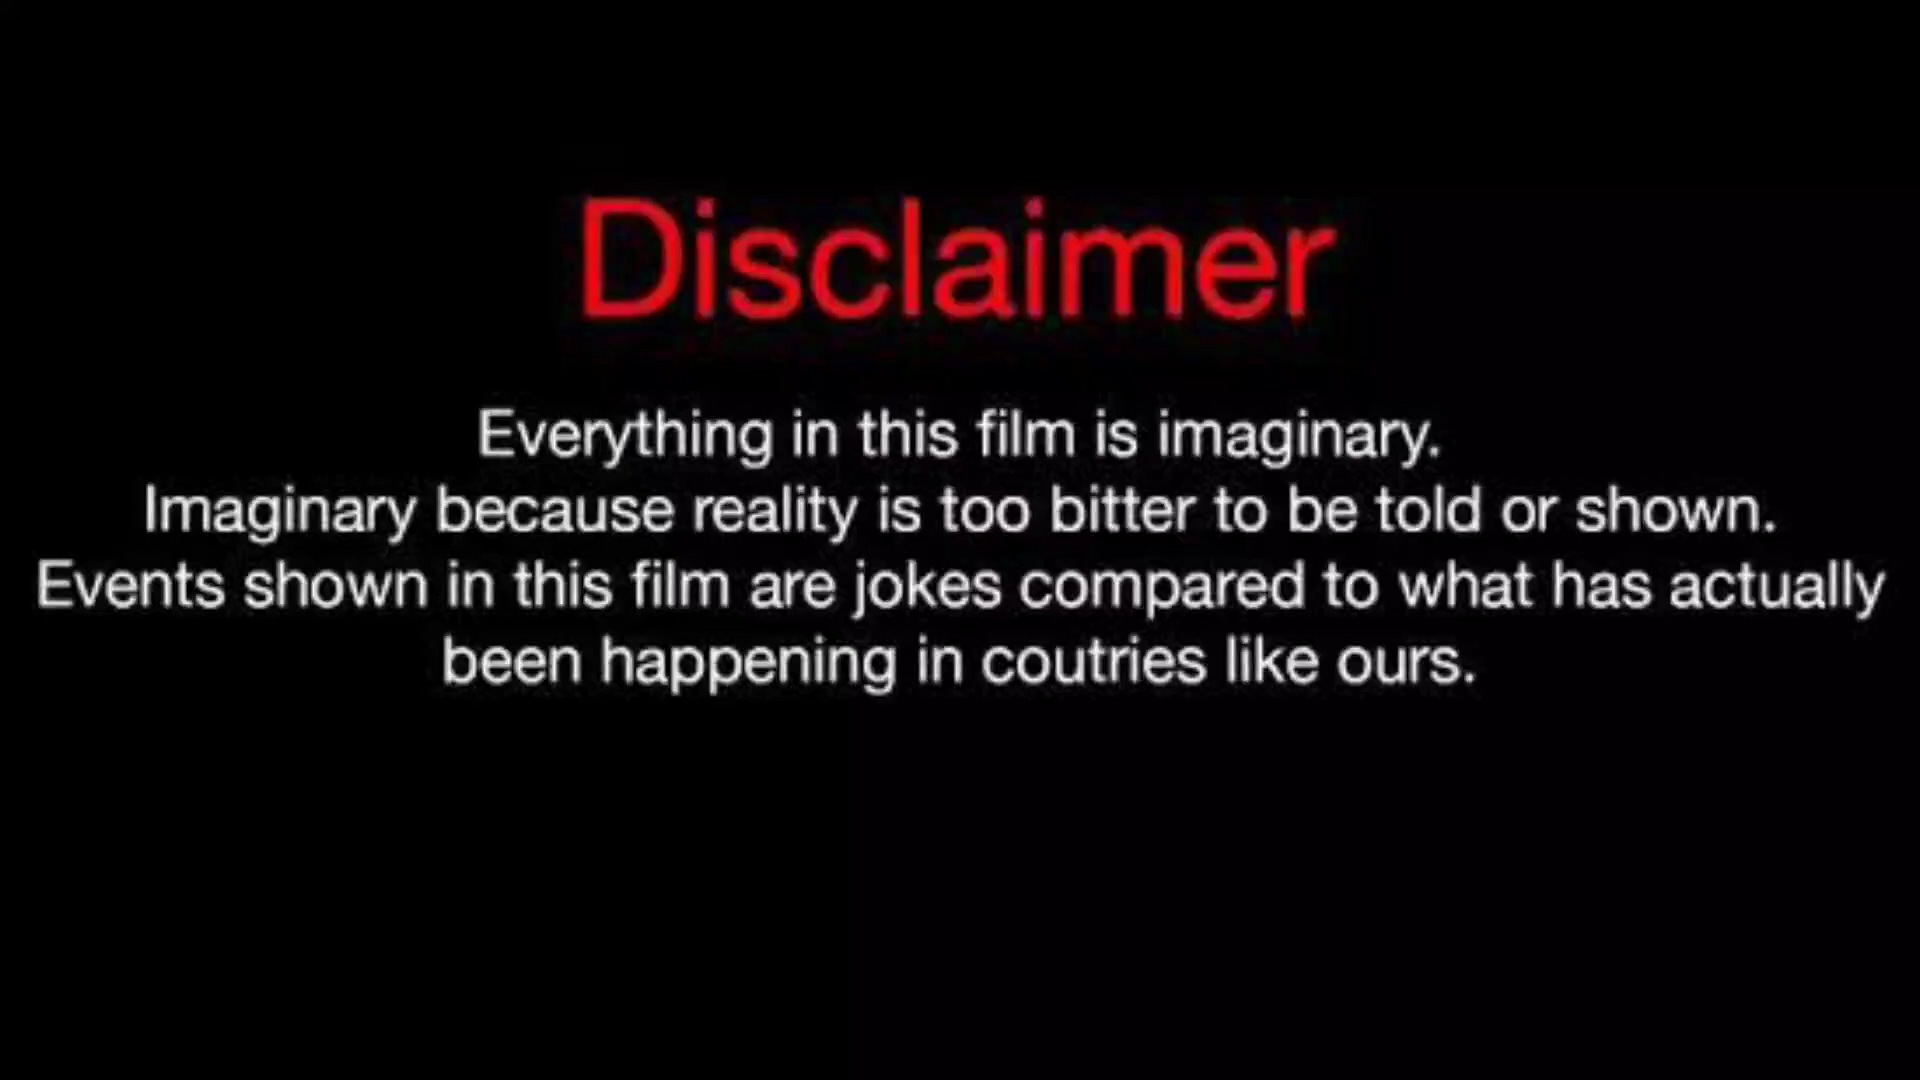 Disclaimer
Everything in this film is imaginary.
Imaginary because reality is too bitter to be told or shown.
Events shown in this film are jokes compared to what has actually
been happening in coutries like ours.